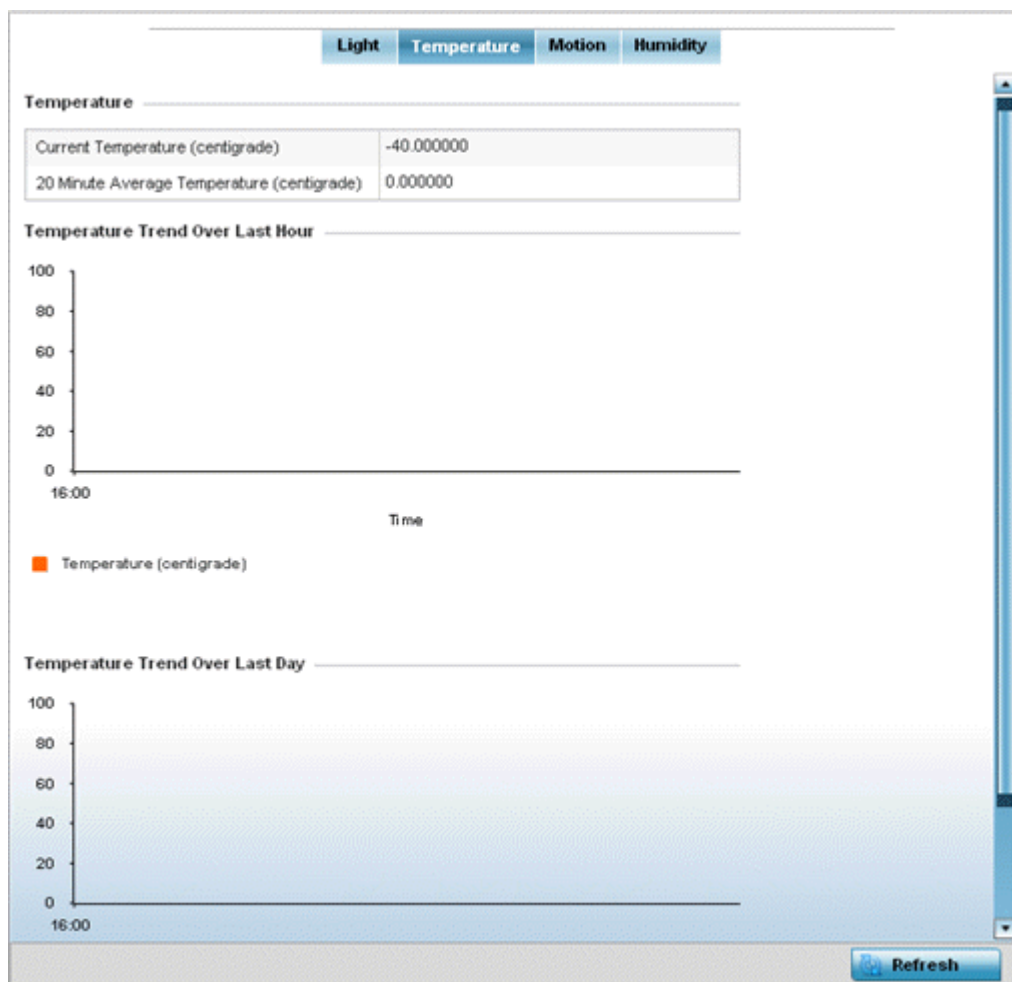 Light Temperature Motion Humidity
Temperature
Current Temperature (centigrade) -40.000000
20 Minute Average Temperature (centigrade) 0.000000
Temperature Trend Over Last Hour
100
80
60
40
20
0
16:00
Time
Temperature (centigrade)
Temperature Trend Over Last Day
100
80
60
40
20
0
16:00
Refresh